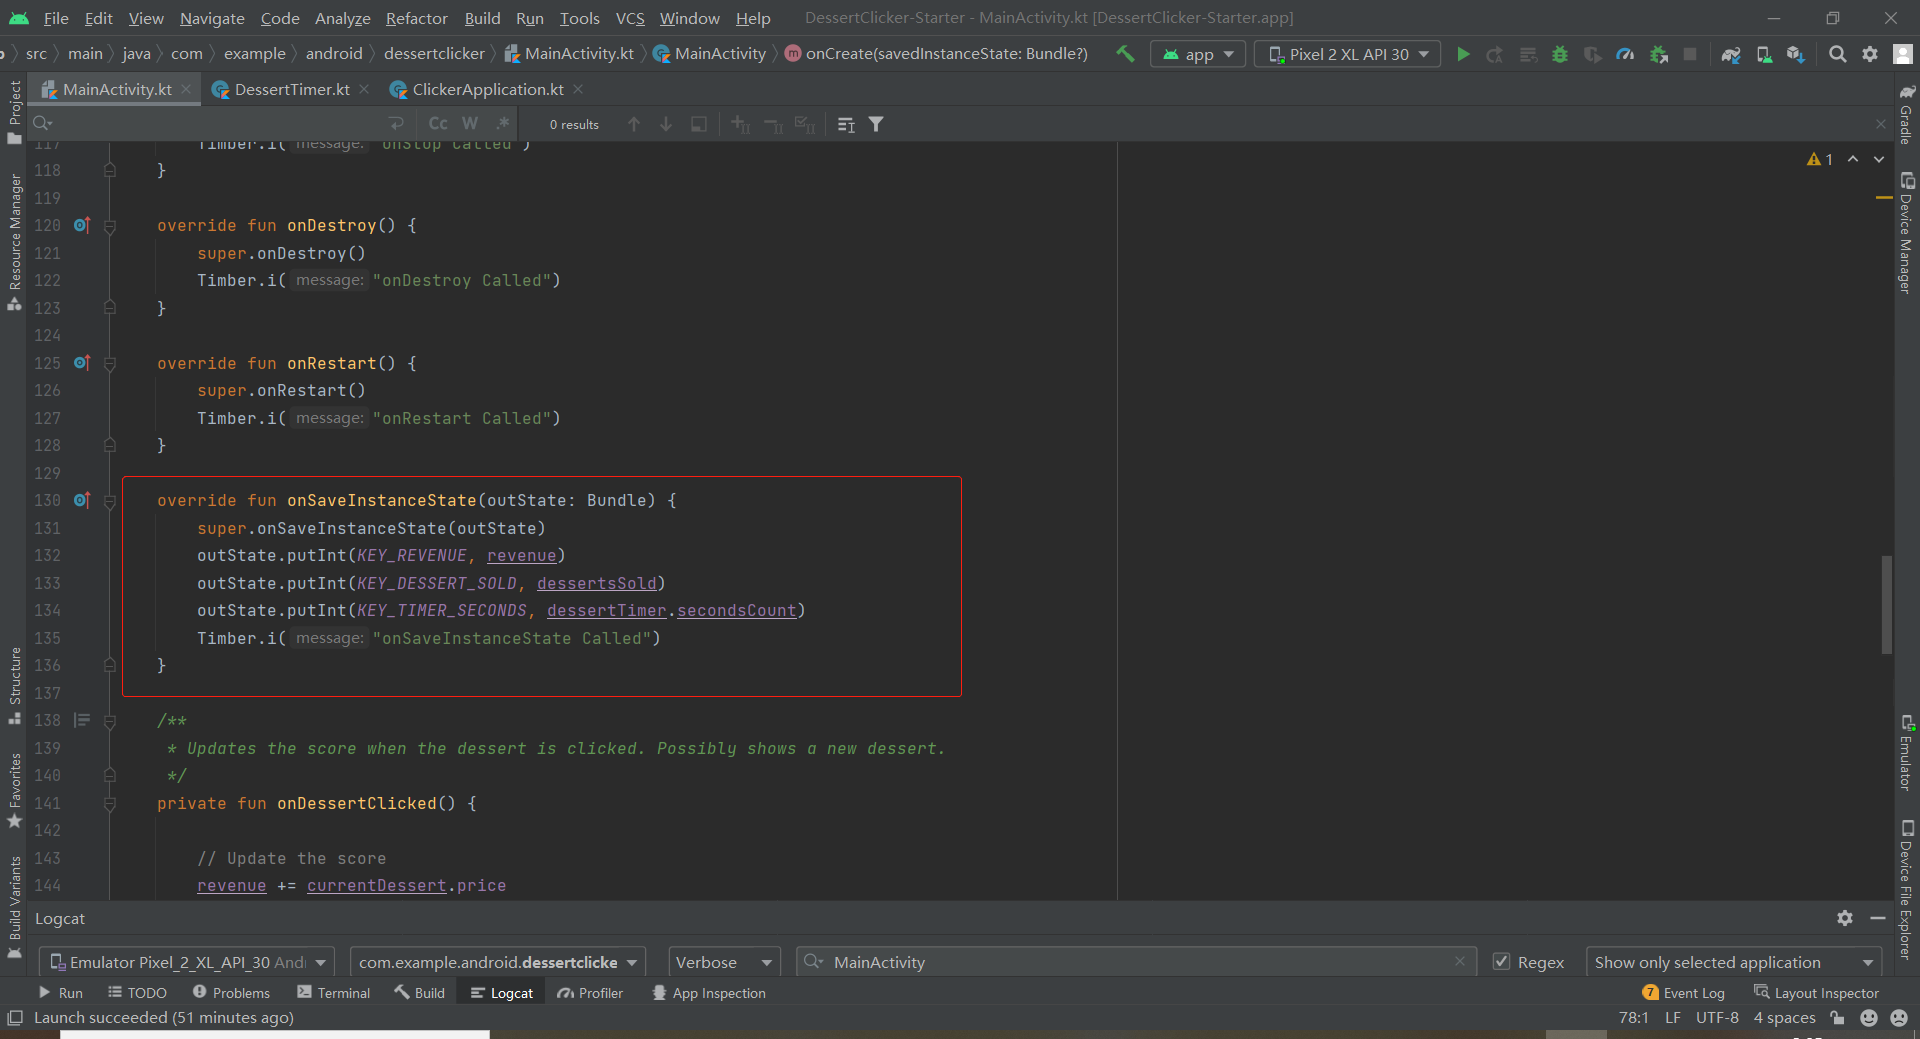 File Edit View Navigate Code Analyze Refactor Build Run Tools VCS Window Help DessertClicker-Starter - MainActivity.kt [DessertClicker-Starter.app]
src main java com example android dessertclicker MainActivity.kt MainActivity onCreate(savedInstanceState: Bundle?) app Pixel 2 XL API 30
MainActivity.kt DessertTimer.kt ClickerApplication.kt
Cc W .* 0 results
117 Timber.i( message: "onStop Called")
118 }
119
120 override fun onDestroy() {
121 super.onDestroy()
122 Timber.i( message: "onDestroy Called")
123 }
124
125 override fun onRestart() {
126 super.onRestart()
127 Timber.i( message: "onRestart Called")
128 }
129
130 override fun onSaveInstanceState(outState: Bundle) {
131 super.onSaveInstanceState(outState)
132 outState.putInt(KEY_REVENUE, revenue)
133 outState.putInt(KEY_DESSERT_SOLD, dessertsSold)
134 outState.putInt(KEY_TIMER_SECONDS, dessertTimer.secondsCount)
135 Timber.i( message: "onSaveInstanceState Called")
136 }
137
138 /**
139 * Updates the score when the dessert is clicked. Possibly shows a new dessert.
140 */
141 private fun onDessertClicked() {
142
143 // Update the score
144 revenue += currentDessert.price
1
Project
Resource Manager
Structure
Favorites
Build Variants
Gradle
Device Manager
Emulator
Device File Explorer
Logcat
Emulator Pixel_2_XL_API_30 And com.example.android.dessertclicke Verbose MainActivity Regex Show only selected application
Run TODO Problems Terminal Build Logcat Profiler App Inspection 7 Event Log Layout Inspector
Launch succeeded (51 minutes ago) 78:1 LF UTF-8 4 spaces